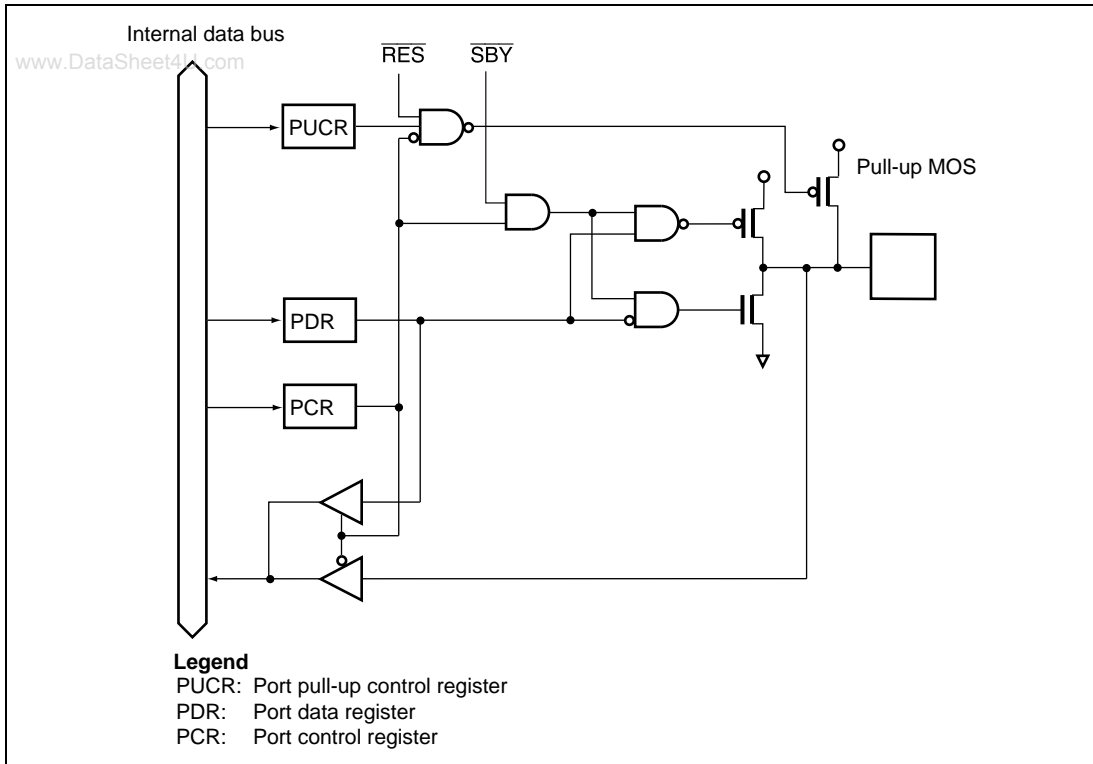 Internal data bus
www.DataSheet4U.com
RES
SBY
PUCR
Pull-up MOS
PDR
PCR
Legend
PUCR: Port pull-up control register
PDR: Port data register
PCR: Port control register